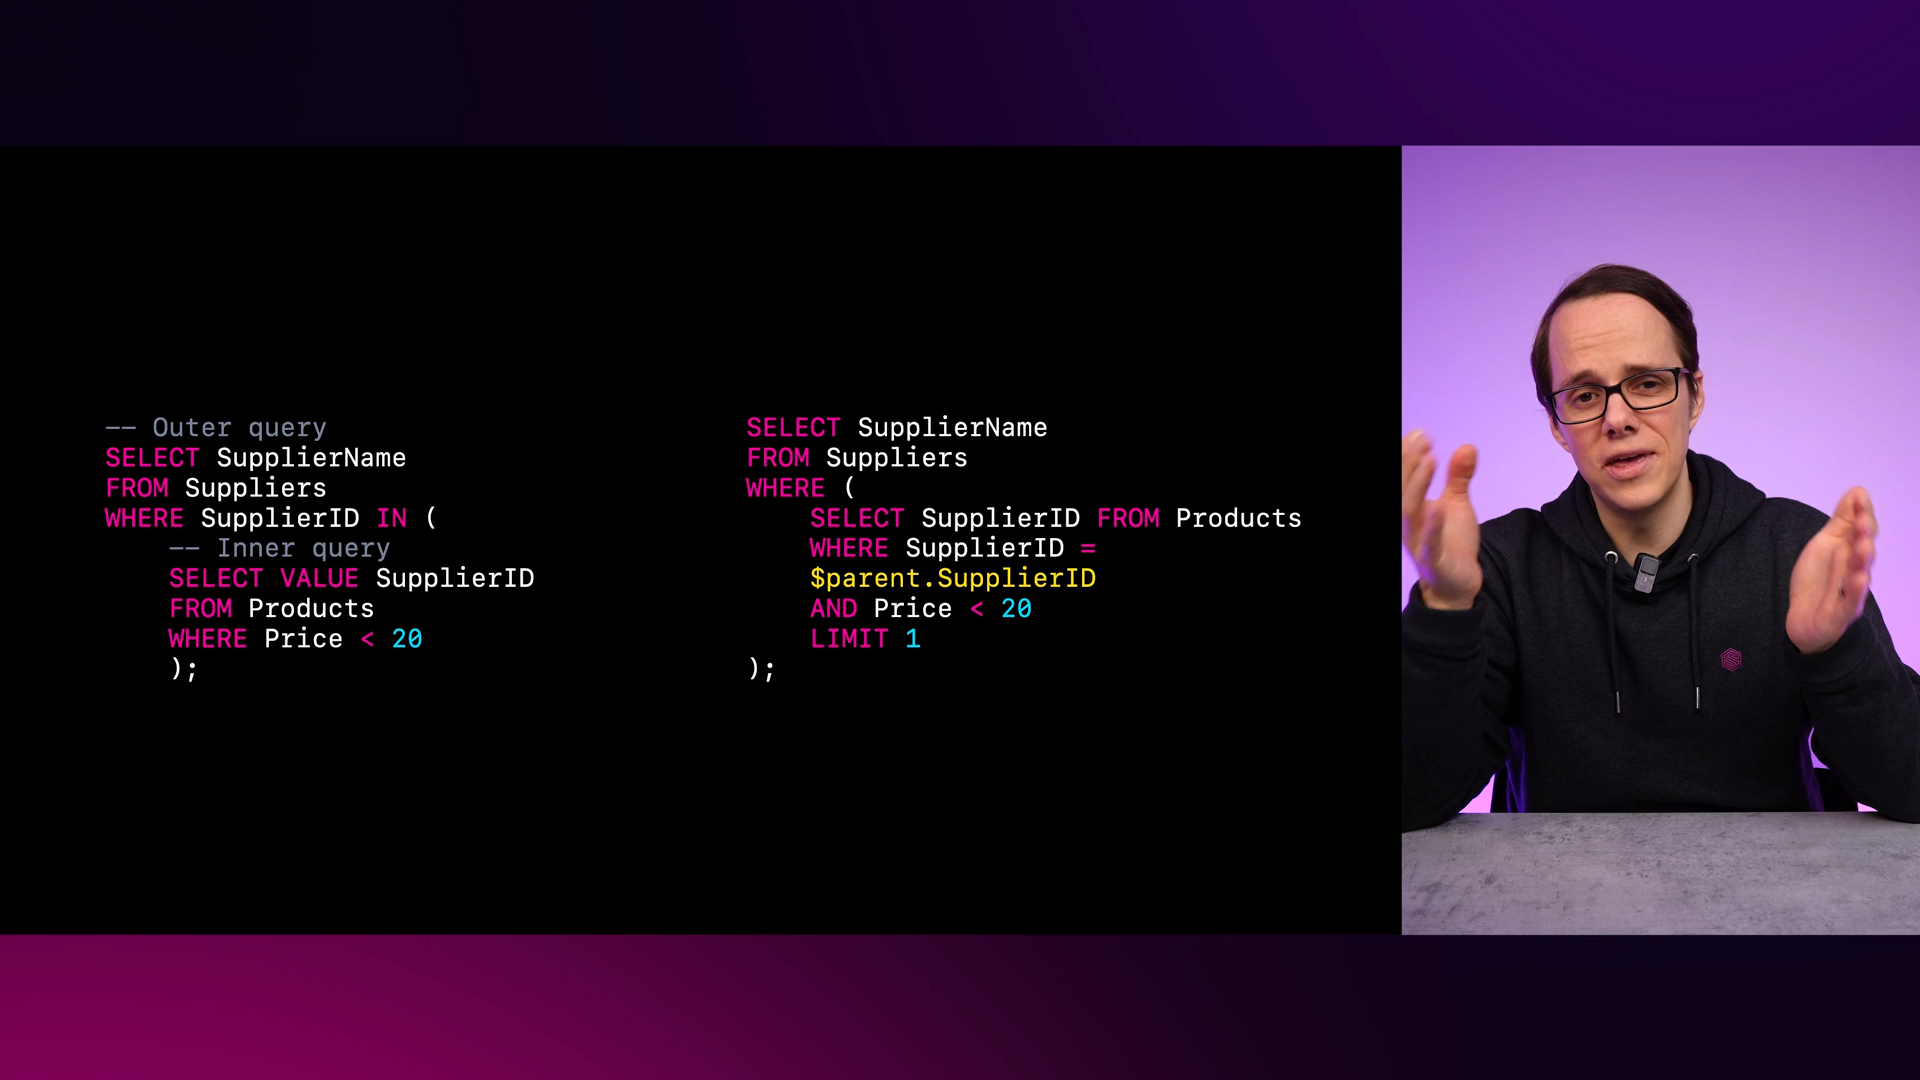 -- Outer query
SELECT SupplierName
FROM Suppliers
WHERE SupplierID IN (
-- Inner query
SELECT VALUE SupplierID
FROM Products
WHERE Price < 20
);
SELECT SupplierName
FROM Suppliers
WHERE (
SELECT SupplierID FROM Products
WHERE SupplierID =
$parent.SupplierID
AND Price < 20
LIMIT 1
);